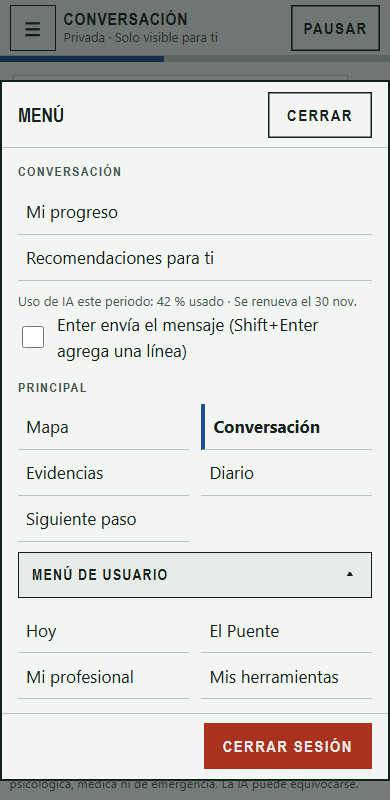 CONVERSACIÓN
Privada · Solo visible para ti
PAUSAR
MENÚ
CERRAR
CONVERSACIÓN
Mi progreso
Recomendaciones para ti
Uso de IA este periodo: 42 % usado · Se renueva el 30 nov.
Enter envía el mensaje (Shift+Enter
agrega una línea)
PRINCIPAL
Mapa
Conversación
Evidencias
Diario
Siguiente paso
MENÚ DE USUARIO
Hoy
El Puente
Mi profesional
Mis herramientas
CERRAR SESIÓN
psicológica, médica ni de emergencia. La IA puede equivocarse.